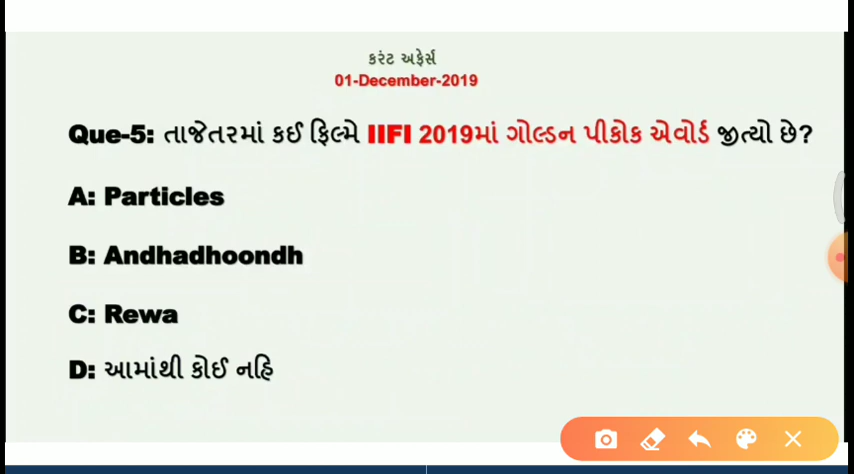 કરંટ અફેર્સ
01-December-2019
Que-5: તાજેતરમાં કઈ ફિલ્મે IIFI 2019માં ગોલ્ડન પીકોક એવોર્ડ જીત્યો છે?
A: Particles
B: Andhadhoondh
C: Rewa
D: આમાંથી કોઈ નહિ